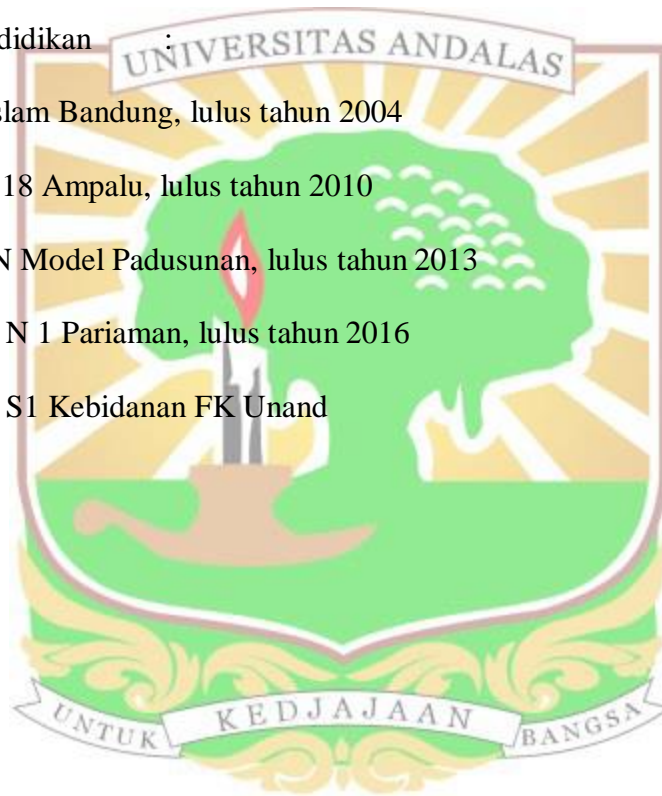 didikan :
UNIVERSITAS ANDALAS
slam Bandung, lulus tahun 2004
18 Ampalu, lulus tahun 2010
N Model Padusunan, lulus tahun 2013
N 1 Pariaman, lulus tahun 2016
S1 Kebidanan FK Unand
UNTUK KEDJAJAAN BANGSA